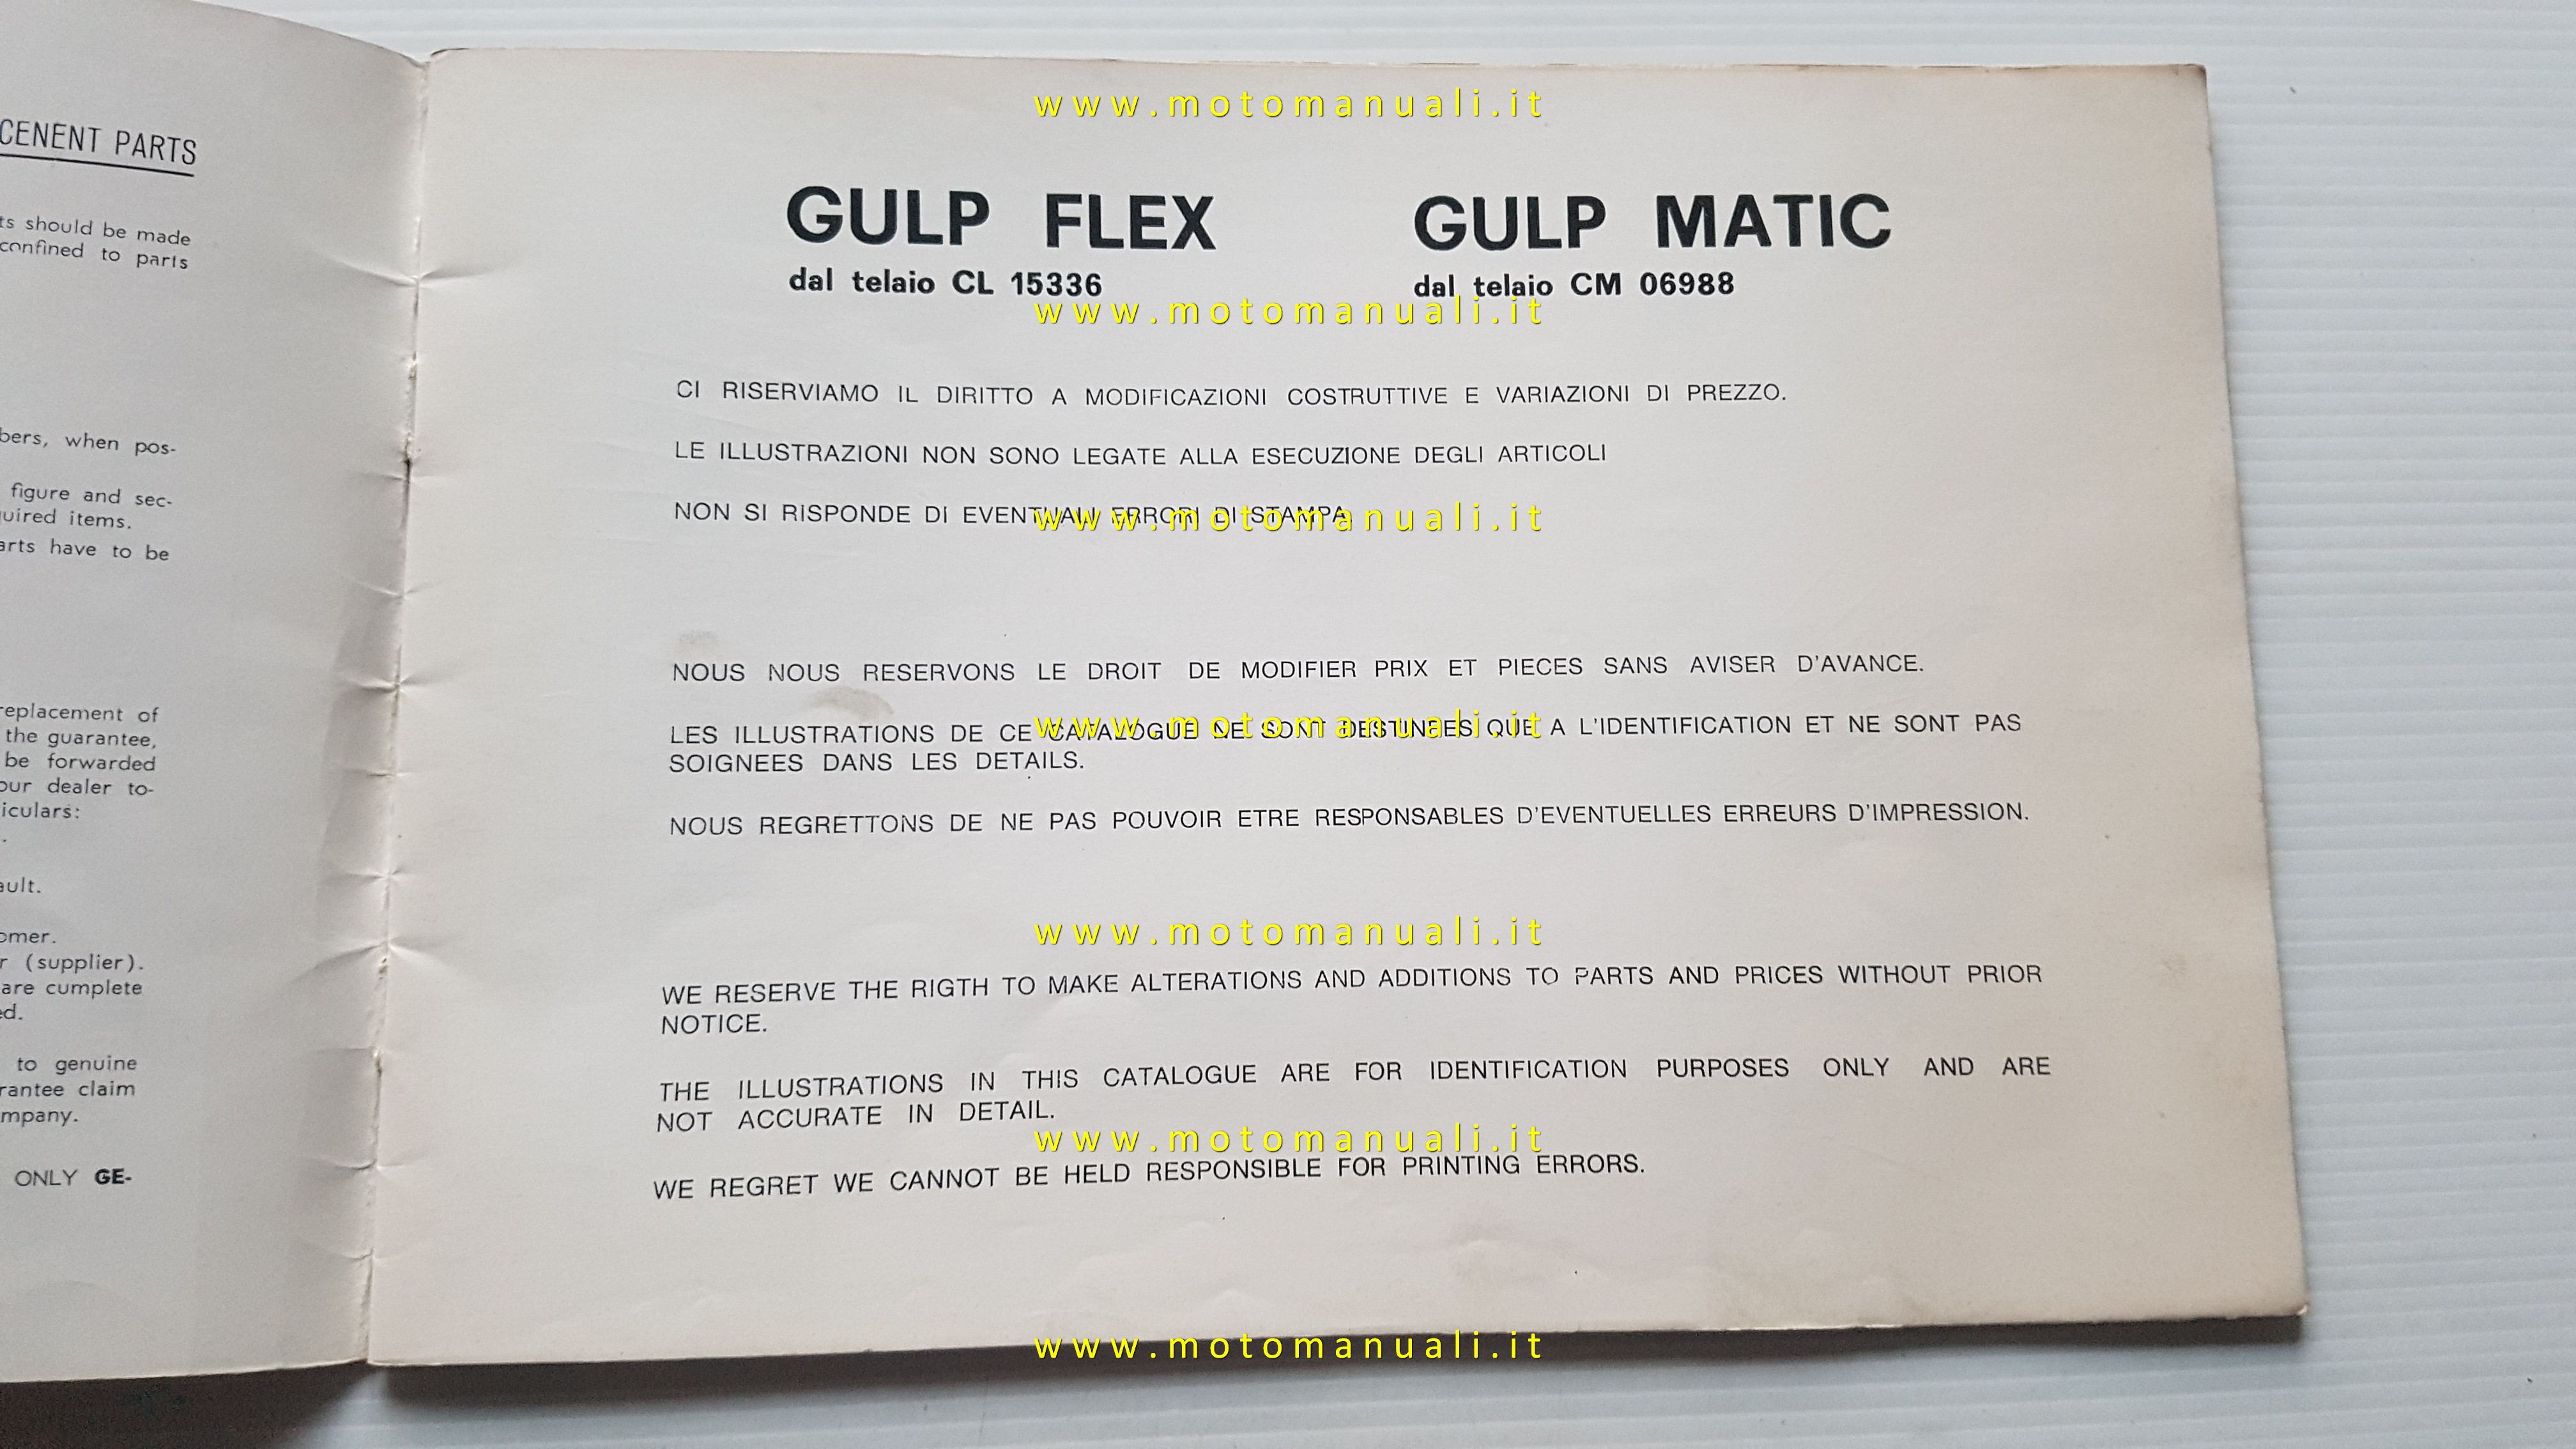 CENENT PARTS
ts should be made
confined to parts
bers, when pos-
figure and sec-
quired items.
arts have to be
replacement of
the guarantee,
be forwarded
our dealer to-
iculars:
ault.
omer.
r (supplier).
are cumplete
ed.
to genuine
rantee claim
mpany.
ONLY GE-
www.motomanuali.it
GULP FLEX GULP MATIC
dal telaio CL 15336 dal telaio CM 06988
www.motomanuali.it
CI RISERVIAMO IL DIRITTO A MODIFICAZIONI COSTRUTTIVE E VARIAZIONI DI PREZZO.
LE ILLUSTRAZIONI NON SONO LEGATE ALLA ESECUZIONE DEGLI ARTICOLI
NON SI RISPONDE DI EVENTUALI ERRORI DI STAMPA
www.motomanuali.it
NOUS NOUS RESERVONS LE DROIT DE MODIFIER PRIX ET PIECES SANS AVISER D'AVANCE.
LES ILLUSTRATIONS DE CE CATALOGUE NE SONT DESTINEES QUE A L'IDENTIFICATION ET NE SONT PAS
www.motomanuali.it
SOIGNEES DANS LES DETAILS.
NOUS REGRETTONS DE NE PAS POUVOIR ETRE RESPONSABLES D'EVENTUELLES ERREURS D'IMPRESSION.
www.motomanuali.it
WE RESERVE THE RIGTH TO MAKE ALTERATIONS AND ADDITIONS TO PARTS AND PRICES WITHOUT PRIOR
NOTICE.
THE ILLUSTRATIONS IN THIS CATALOGUE ARE FOR IDENTIFICATION PURPOSES ONLY AND ARE
NOT ACCURATE IN DETAIL.
www.motomanuali.it
WE REGRET WE CANNOT BE HELD RESPONSIBLE FOR PRINTING ERRORS.
www.motomanuali.it